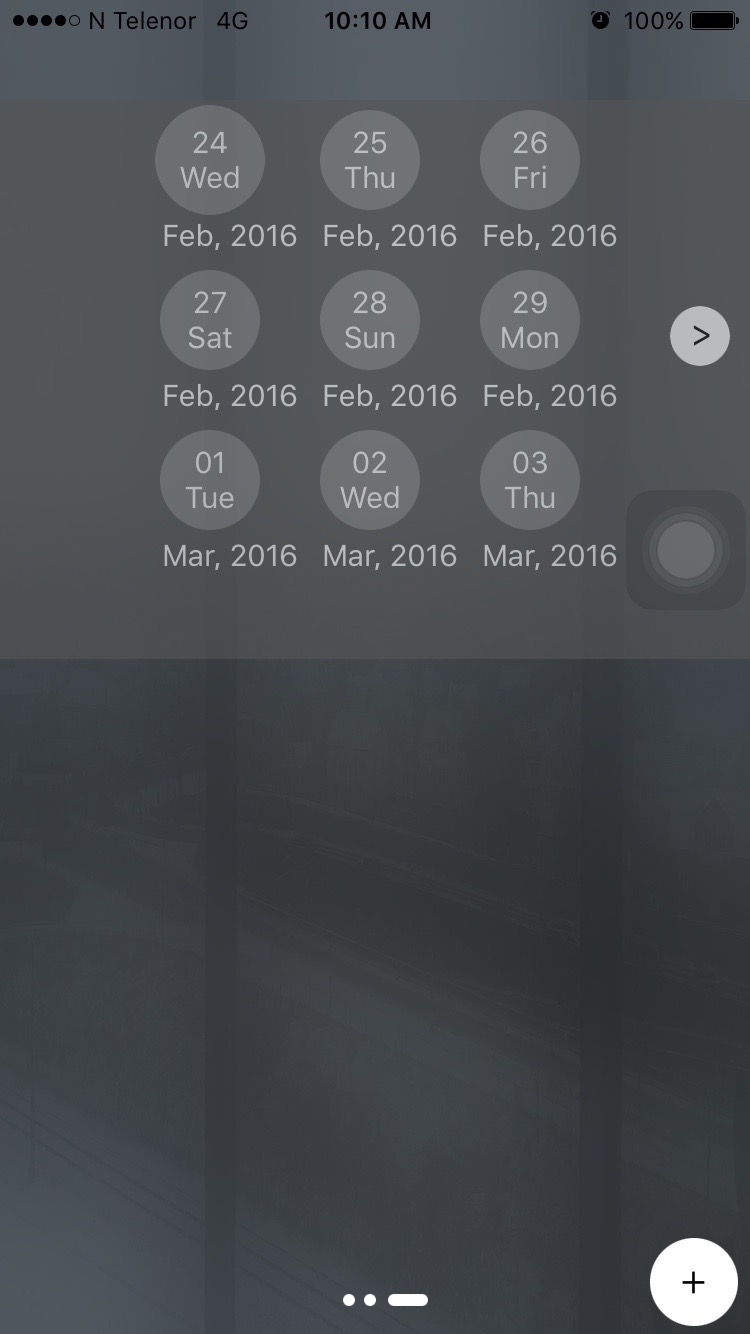 N Telenor 4G 10:10 AM 100%
24 25 26
Wed Thu Fri
Feb, 2016 Feb, 2016 Feb, 2016
27 28 29
Sat Sun Mon
>
Feb, 2016 Feb, 2016 Feb, 2016
01 02 03
Tue Wed Thu
Mar, 2016 Mar, 2016 Mar, 2016
+